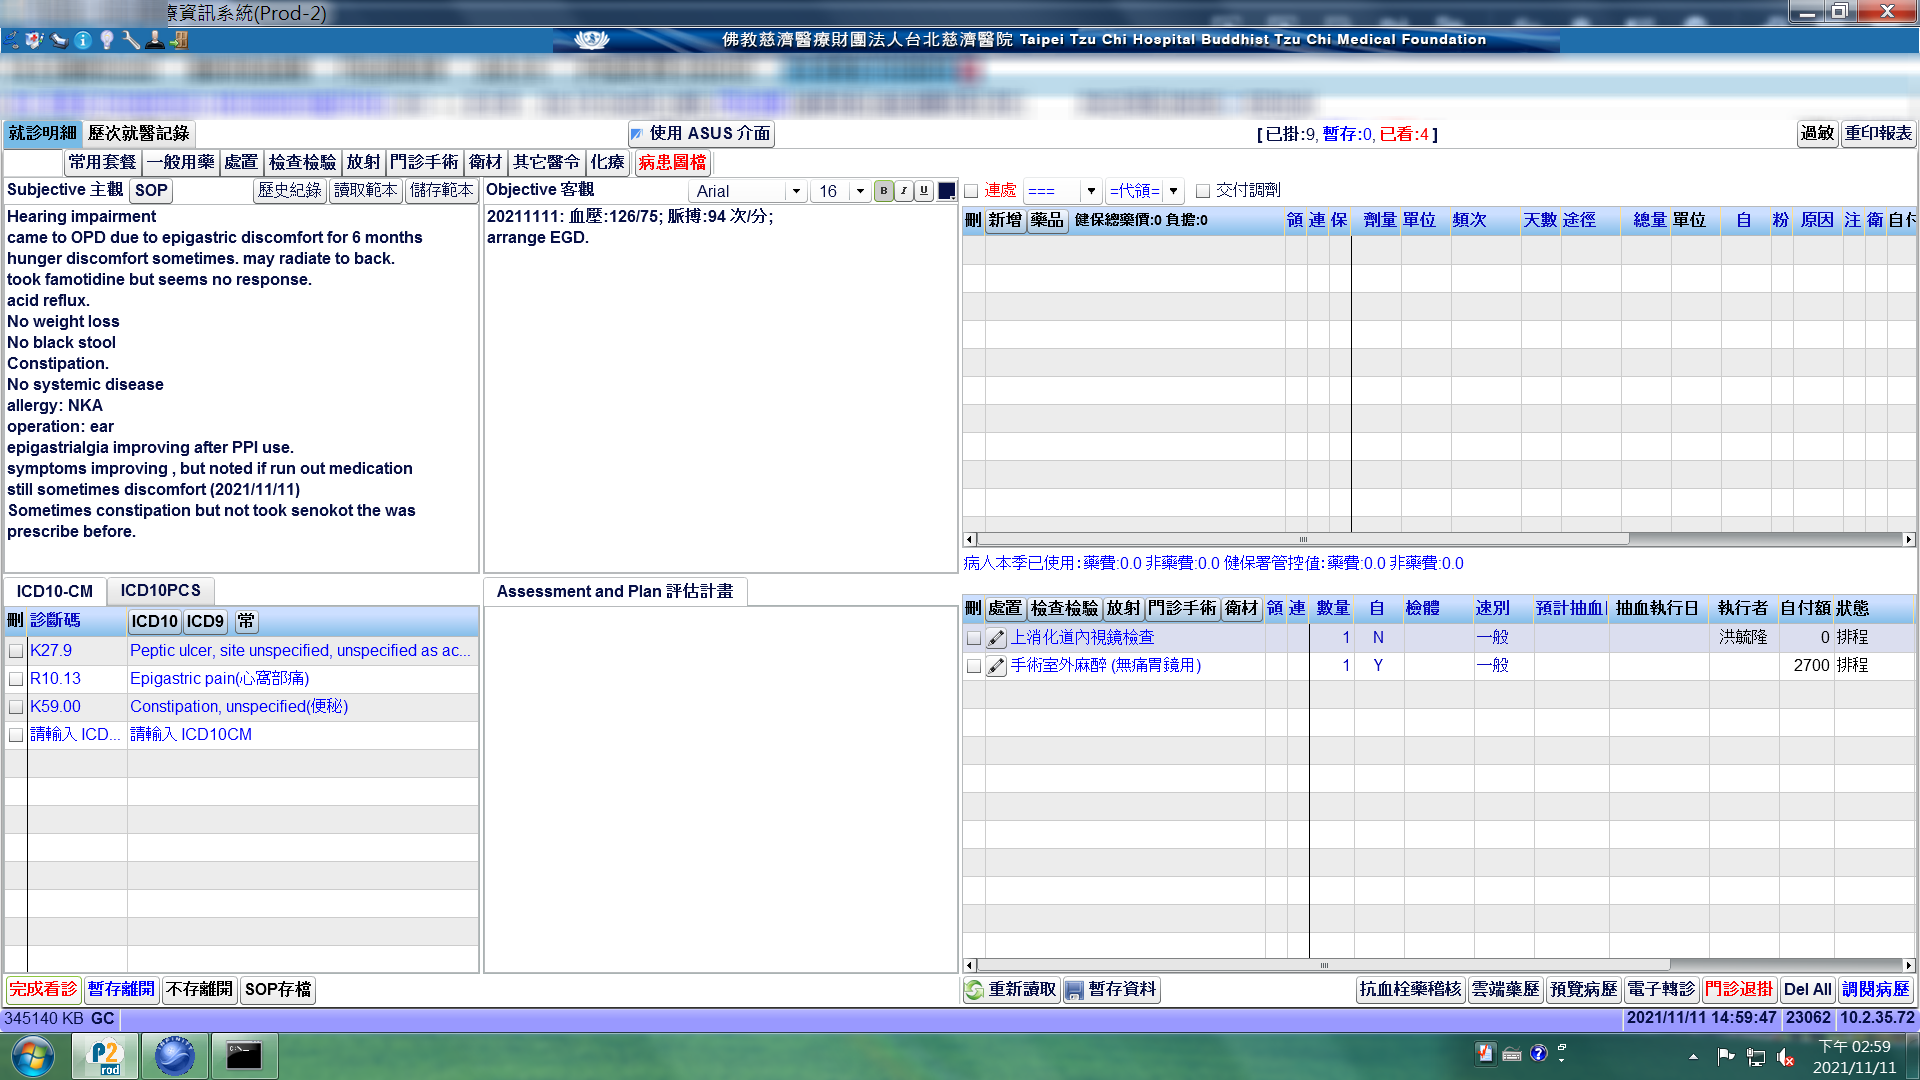 療資訊系統(Prod-2)
佛教慈濟醫療財團法人台北慈濟醫院 Taipei Tzu Chi Hospital Buddhist Tzu Chi Medical Foundation
就診明細 歷次就醫記錄 使用 ASUS 介面 [已掛:9, 暫存:0, 已看:4] 過敏 重印報表
常用套餐 一般用藥 處置 檢查檢驗 放射 門診手術 衛材 其它醫令 化療 病患圖檔
Subjective 主觀 SOP 歷史紀錄 讀取範本 儲存範本
Hearing impairment
came to OPD due to epigastric discomfort for 6 months
hunger discomfort sometimes. may radiate to back.
took famotidine but seems no response.
acid reflux.
No weight loss
No black stool
Constipation.
No systemic disease
allergy: NKA
operation: ear
epigastrialgia improving after PPI use.
symptoms improving , but noted if run out medication
still sometimes discomfort (2021/11/11)
Sometimes constipation but not took senokot the was
prescribe before.
Objective 客觀 Arial 16 B I U
20211111: 血壓:126/75; 脈搏:94 次/分;
arrange EGD.
連處 === =代領= 交付調劑
刪 新增 藥品 健保總藥價:0 負擔:0 領 連 保 劑量 單位 頻次 天數 途徑 總量 單位 自 粉 原因 注 衛 自付
病人本季已使用:藥費:0.0 非藥費:0.0 健保署管控值:藥費:0.0 非藥費:0.0
ICD10-CM ICD10PCS
刪 診斷碼 ICD10 ICD9 常
K27.9 Peptic ulcer, site unspecified, unspecified as ac...
R10.13 Epigastric pain(心窩部痛)
K59.00 Constipation, unspecified(便秘)
請輸入 ICD... 請輸入 ICD10CM
Assessment and Plan 評估計畫
刪 處置 檢查檢驗 放射 門診手術 衛材 領 連 數量 自 檢體 速別 預計抽血 抽血執行日 執行者 自付額 狀態
上消化道內視鏡檢查 1 N 一般 洪毓隆 0 排程
手術室外麻醉 (無痛胃鏡用) 1 Y 一般 2700 排程
完成看診 暫存離開 不存離開 SOP存檔 重新讀取 暫存資料 抗血栓藥稽核 雲端藥歷 預覽病歷 電子轉診 門診退掛 Del All 調閱病歷
345140 KB GC 2021/11/11 14:59:47 23062 10.2.35.72
P2 rod
下午 02:59
2021/11/11